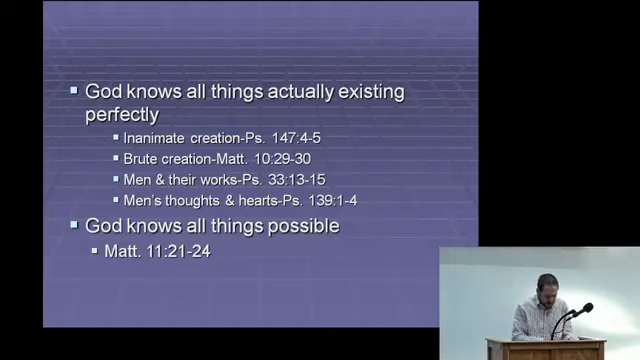 God knows all things actually existing
perfectly
Inanimate creation-Ps. 147:4-5
Brute creation-Matt. 10:29-30
Men & their works-Ps. 33:13-15
Men's thoughts & hearts-Ps. 139:1-4
God knows all things possible
Matt. 11:21-24